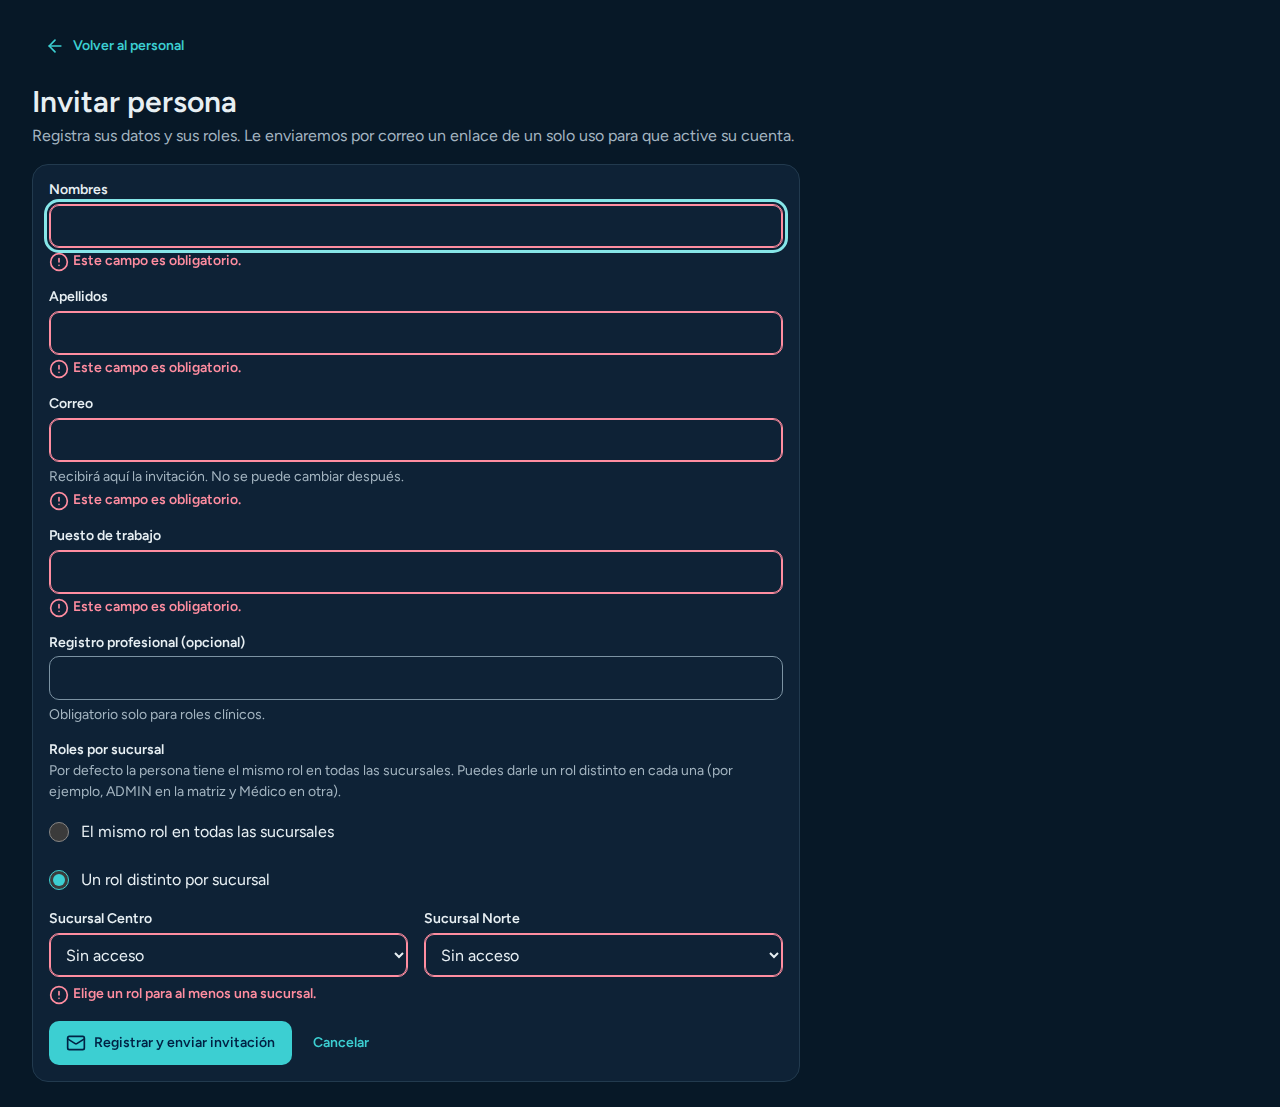 Volver al personal
Invitar persona
Registra sus datos y sus roles. Le enviaremos por correo un enlace de un solo uso para que active su cuenta.
Nombres
Este campo es obligatorio.
Apellidos
Este campo es obligatorio.
Correo
Recibirá aquí la invitación. No se puede cambiar después.
Este campo es obligatorio.
Puesto de trabajo
Este campo es obligatorio.
Registro profesional (opcional)
Obligatorio solo para roles clínicos.
Roles por sucursal
Por defecto la persona tiene el mismo rol en todas las sucursales. Puedes darle un rol distinto en cada una (por
ejemplo, ADMIN en la matriz y Médico en otra).
El mismo rol en todas las sucursales
Un rol distinto por sucursal
Sucursal Centro
Sin acceso
Sucursal Norte
Sin acceso
Elige un rol para al menos una sucursal.
Registrar y enviar invitación
Cancelar